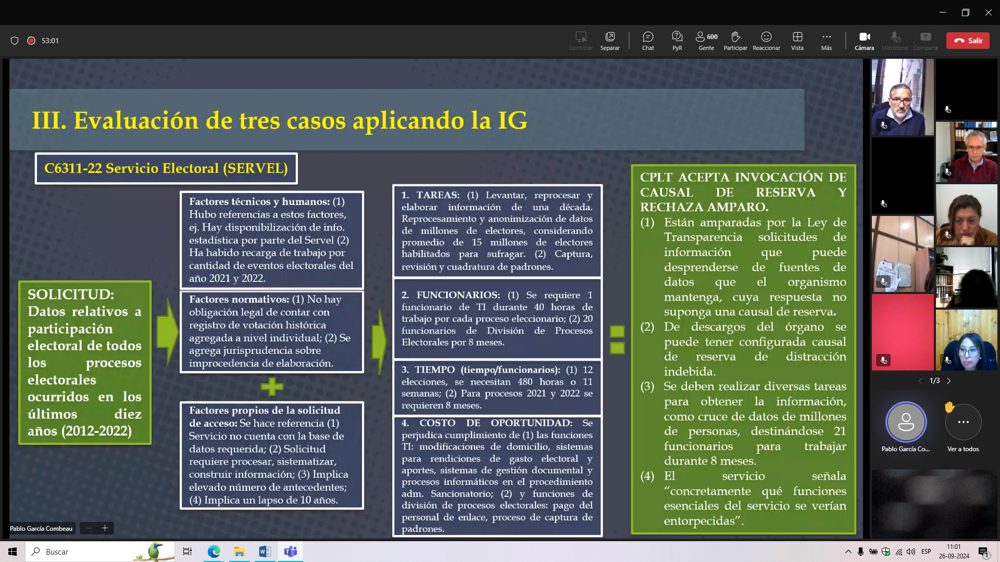 53:01
Controlar
Separar
Chat
PyR
600
Gente
Participar
Reaccionar
Vista
Más
Cámara
Micrófono
Comparte
Salir
III. Evaluación de tres casos aplicando la IG
C6311-22 Servicio Electoral (SERVEL)
SOLICITUD:
Datos relativos a
participación
electoral de todos
los procesos
electorales
ocurridos en los
últimos diez
años (2012-2022)
Factores técnicos y humanos: (1)
Hubo referencias a estos factores,
ej. Hay disponibilización de info.
estadística por parte del Servel (2)
Ha habido recarga de trabajo por
cantidad de eventos electorales del
año 2021 y 2022.
Factores normativos: (1) No hay
obligación legal de contar con
registro de votación histórica
agregada a nivel individual; (2) Se
agrega jurisprudencia sobre
improcedencia de elaboración.
Factores propios de la solicitud
de acceso: Se hace referencia (1)
Servicio no cuenta con la base de
datos requerida; (2) Solicitud
requiere procesar, sistematizar,
construir información; (3) Implica
elevado número de antecedentes;
(4) Implica un lapso de 10 años.
1. TAREAS: (1) Levantar, reprocesar y
elaborar información de una década.
Reprocesamiento y anonimización de datos
de millones de electores, considerando
promedio de 15 millones de electores
habilitados para sufragar. (2) Captura,
revisión y cuadratura de padrones.
2. FUNCIONARIOS: (1) Se requiere 1
funcionario de TI durante 40 horas de
trabajo por cada proceso eleccionario; (2) 20
funcionarios de División de Procesos
Electorales por 8 meses.
3. TIEMPO (tiempo/funcionarios): (1) 12
elecciones, se necesitan 480 horas o 11
semanas; (2) Para procesos 2021 y 2022 se
requieren 8 meses.
4. COSTO DE OPORTUNIDAD: Se
perjudica cumplimiento de (1) las funciones
TI: modificaciones de domicilio, sistemas
para rendiciones de gasto electoral y
aportes, sistemas de gestión documental y
procesos informáticos en el procedimiento
adm. Sancionatorio; (2) y funciones de
división de procesos electorales: pago del
personal de enlace, proceso de captura de
padrones.
CPLT ACEPTA INVOCACIÓN DE
CAUSAL DE RESERVA Y
RECHAZA AMPARO.
(1) Están amparadas por la Ley de
Transparencia solicitudes de
información que puede
desprenderse de fuentes de
datos que el organismo
mantenga, cuya respuesta no
suponga una causal de reserva.
(2) De descargos del órgano se
puede tener configurada causal
de reserva de distracción
indebida.
(3) Se deben realizar diversas tareas
para obtener la información,
como cruce de datos de millones
de personas, destinándose 21
funcionarios para trabajar
durante 8 meses.
(4) El servicio señala
“concretamente qué funciones
esenciales del servicio se verían
entorpecidas”.
1/3
Pablo García Co...
Ver a todos
Pablo García Combeau
Buscar
ESP
11:01
26-09-2024
1